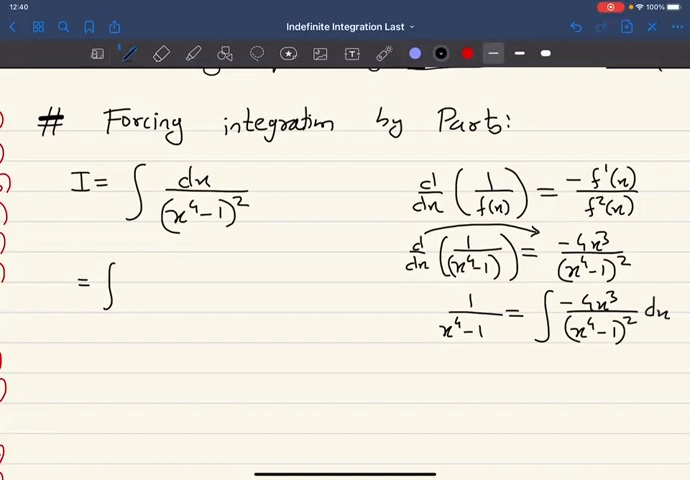 12:40
100%
Indefinite Integration Last
# Forcing integration by Parts:
I = ∫ dx/(x⁴-1)²
d/dx (1/f(x)) = -f'(x)/f²(x)
d/dx (1/(x⁴-1)) = -4x³/(x⁴-1)²
= ∫
1/x⁴-1 = ∫ -4x³/(x⁴-1)² dx